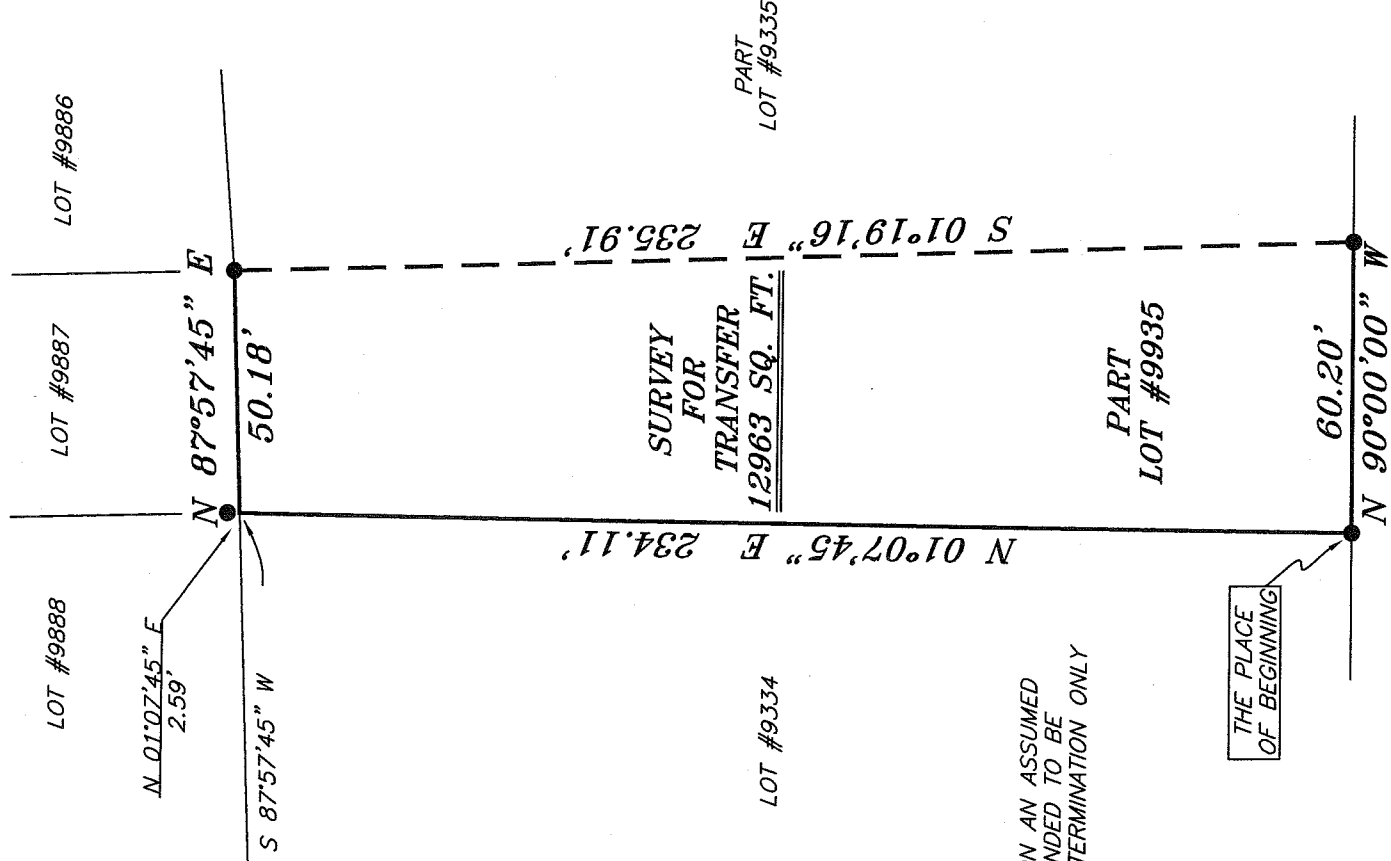 LOT #9888
LOT #9887
LOT #9886
N 01°07'45" E
2.59'
N 87°57'45" E
50.18'
S 87°57'45" W
S 01°19'16" E 235.91'
N 01°07'45" E 234.11'
SURVEY
FOR
TRANSFER
12963 SQ. FT.
PART
LOT #9335
LOT #9334
PART
LOT #9935
N AN ASSUMED
NDED TO BE
TERMINATION ONLY
THE PLACE
OF BEGINNING
60.20'
N 90°00'00" W